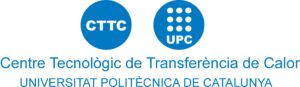 CTTC
UPC
Centre Tecnològic de Transferència de Calor
UNIVERSITAT POLITÈCNICA DE CATALUNYA